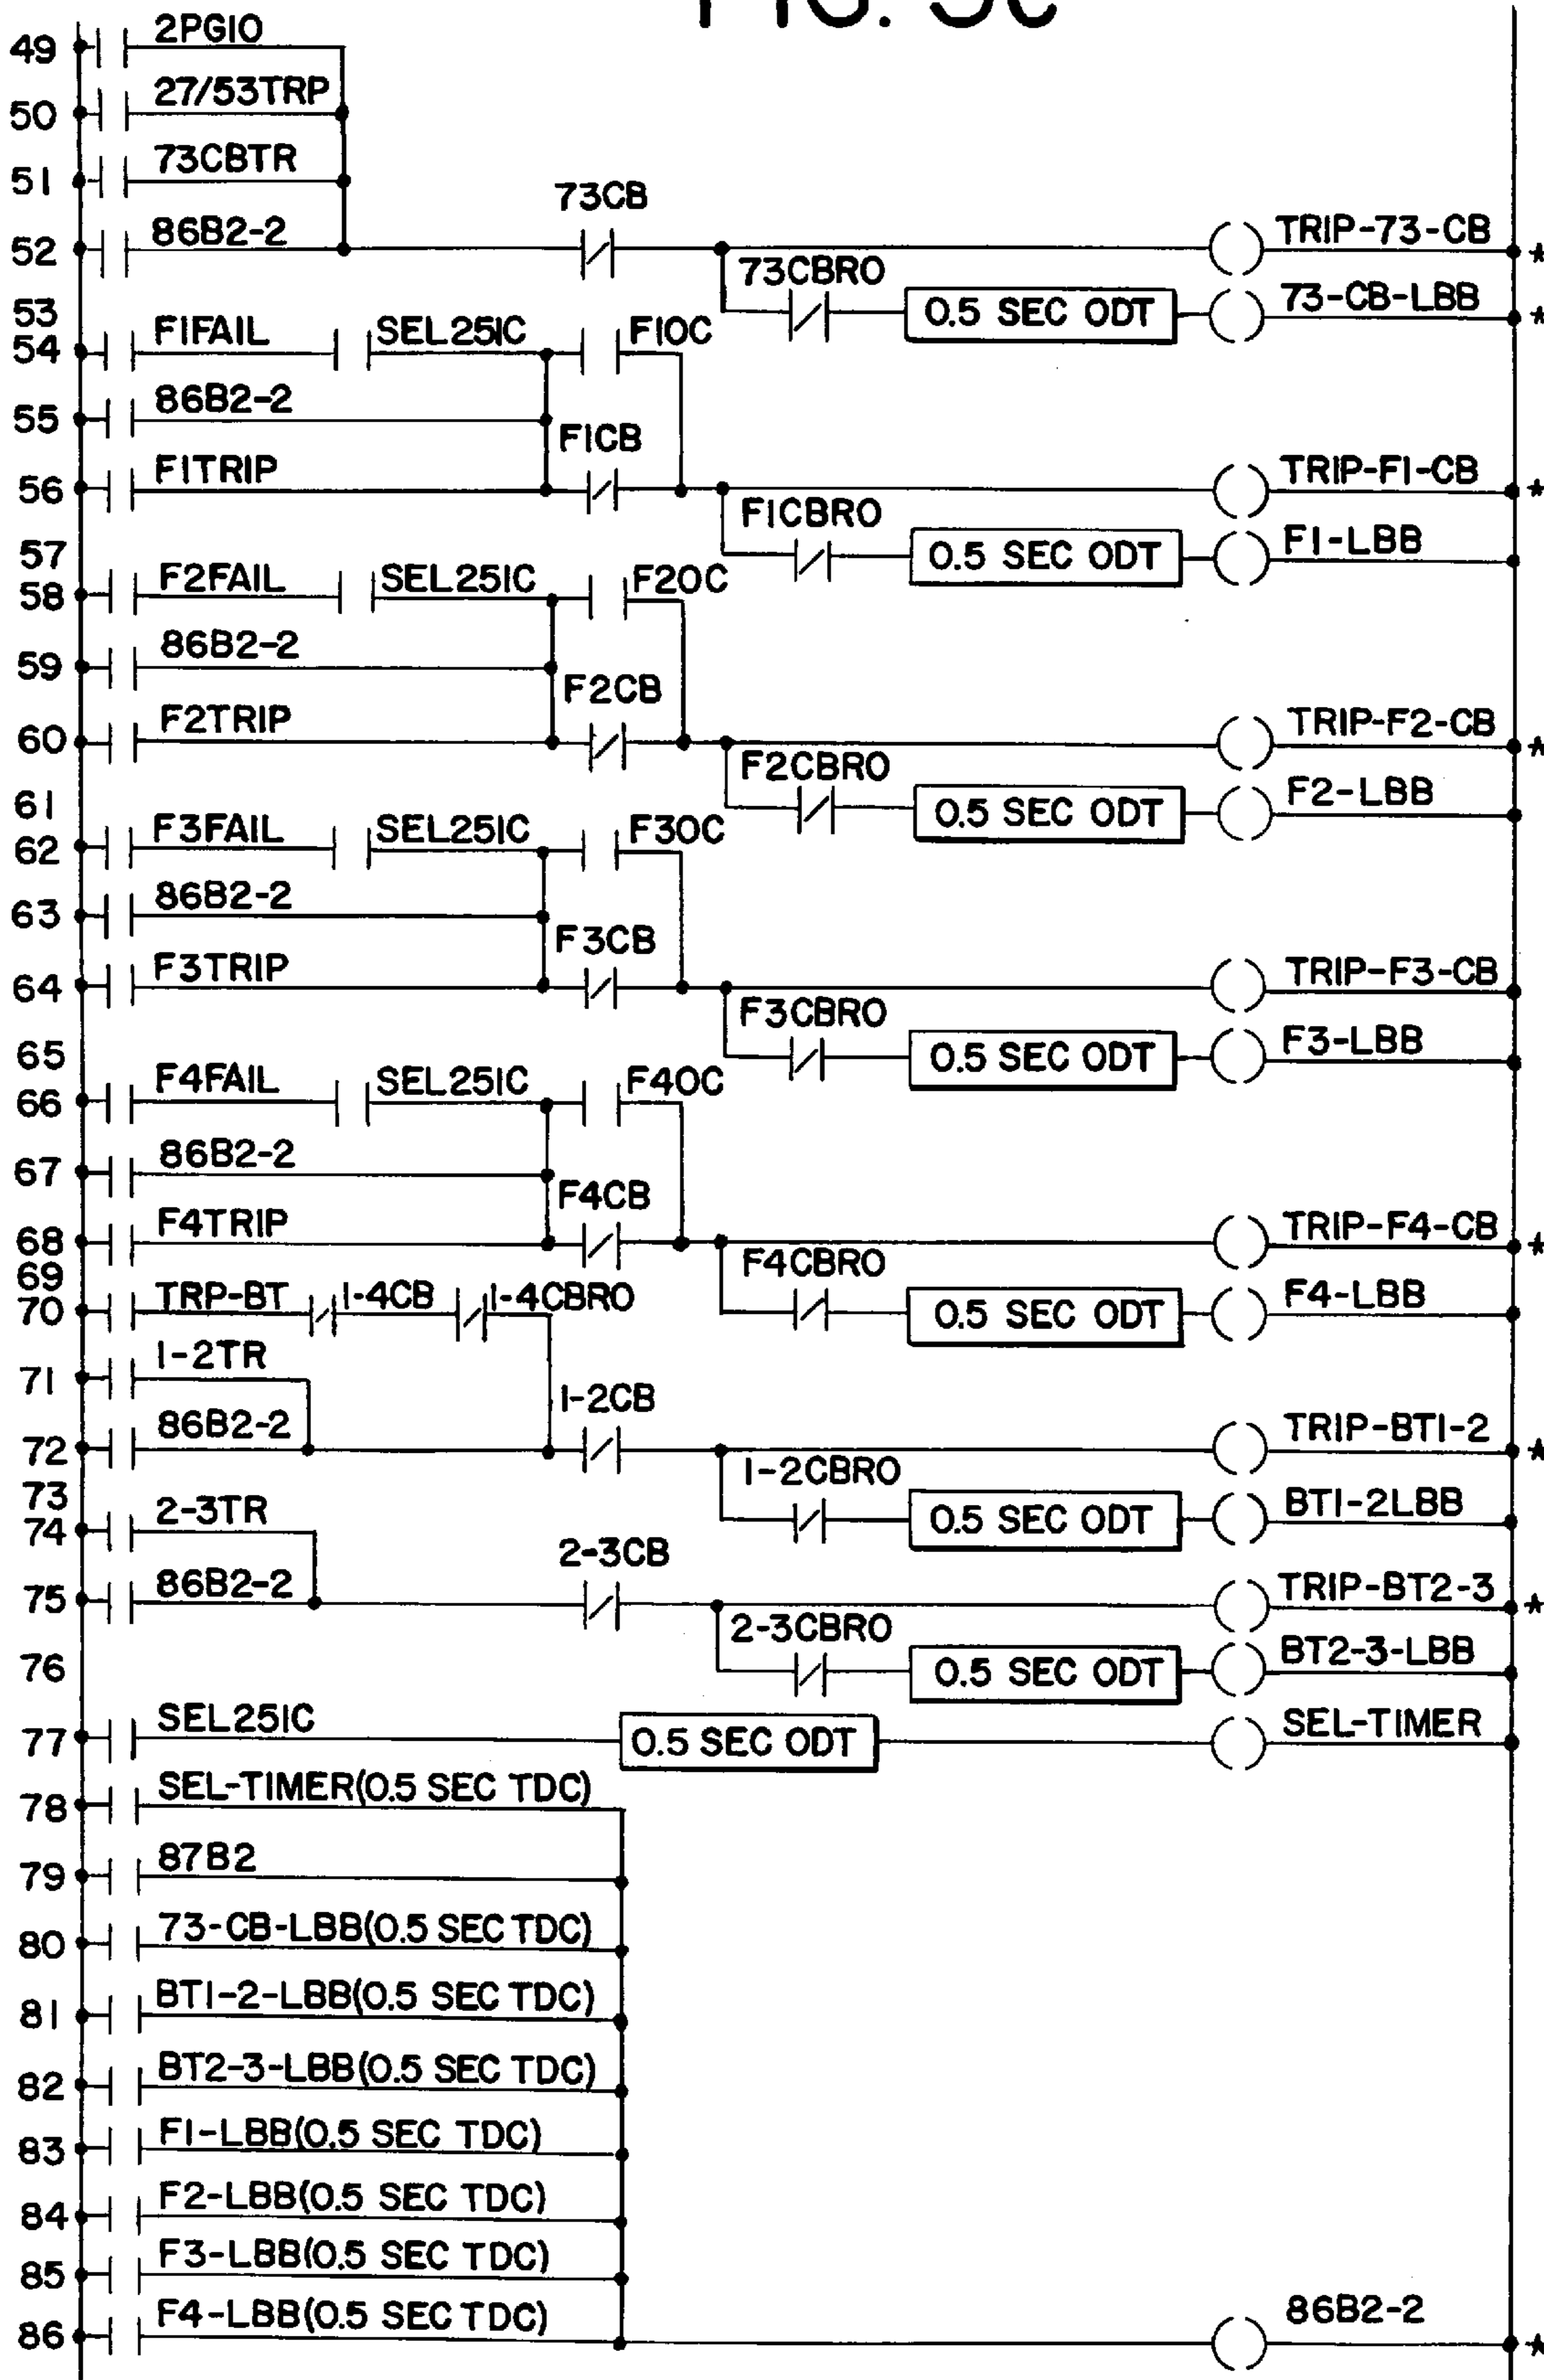 FIG. 5c
49 2PG10
50 27/53TRP
51 73CBTR
73CB
52 86B2-2 TRIP-73-CB *
53 73CBRO 0.5 SEC ODT 73-CB-LBB *
54 F1FAIL SEL251C F1OC
55 86B2-2
F1CB
56 F1TRIP TRIP-F1-CB *
57 F1CBRO 0.5 SEC ODT F1-LBB
58 F2FAIL SEL251C F2OC
59 86B2-2
F2CB
60 F2TRIP TRIP-F2-CB *
61 F2CBRO 0.5 SEC ODT F2-LBB
62 F3FAIL SEL251C F3OC
63 86B2-2
F3CB
64 F3TRIP TRIP-F3-CB
65 F3CBRO 0.5 SEC ODT F3-LBB
66 F4FAIL SEL251C F4OC
67 86B2-2
F4CB
68 F4TRIP TRIP-F4-CB *
69 F4CBRO 0.5 SEC ODT F4-LBB
70 TRP-BT 1-4CB 1-4CBRO
71 1-2TR
1-2CB
72 86B2-2 TRIP-BT1-2 *
73 1-2CBRO 0.5 SEC ODT BT1-2LBB
74 2-3TR
2-3CB
75 86B2-2 TRIP-BT2-3 *
76 2-3CBRO 0.5 SEC ODT BT2-3-LBB
77 SEL251C 0.5 SEC ODT SEL-TIMER
78 SEL-TIMER(0.5 SEC TDC)
79 87B2
80 73-CB-LBB(0.5 SEC TDC)
81 BT1-2-LBB(0.5 SEC TDC)
82 BT2-3-LBB(0.5 SEC TDC)
83 F1-LBB(0.5 SEC TDC)
84 F2-LBB(0.5 SEC TDC)
85 F3-LBB(0.5 SEC TDC)
86 F4-LBB(0.5 SEC TDC) 86B2-2 *